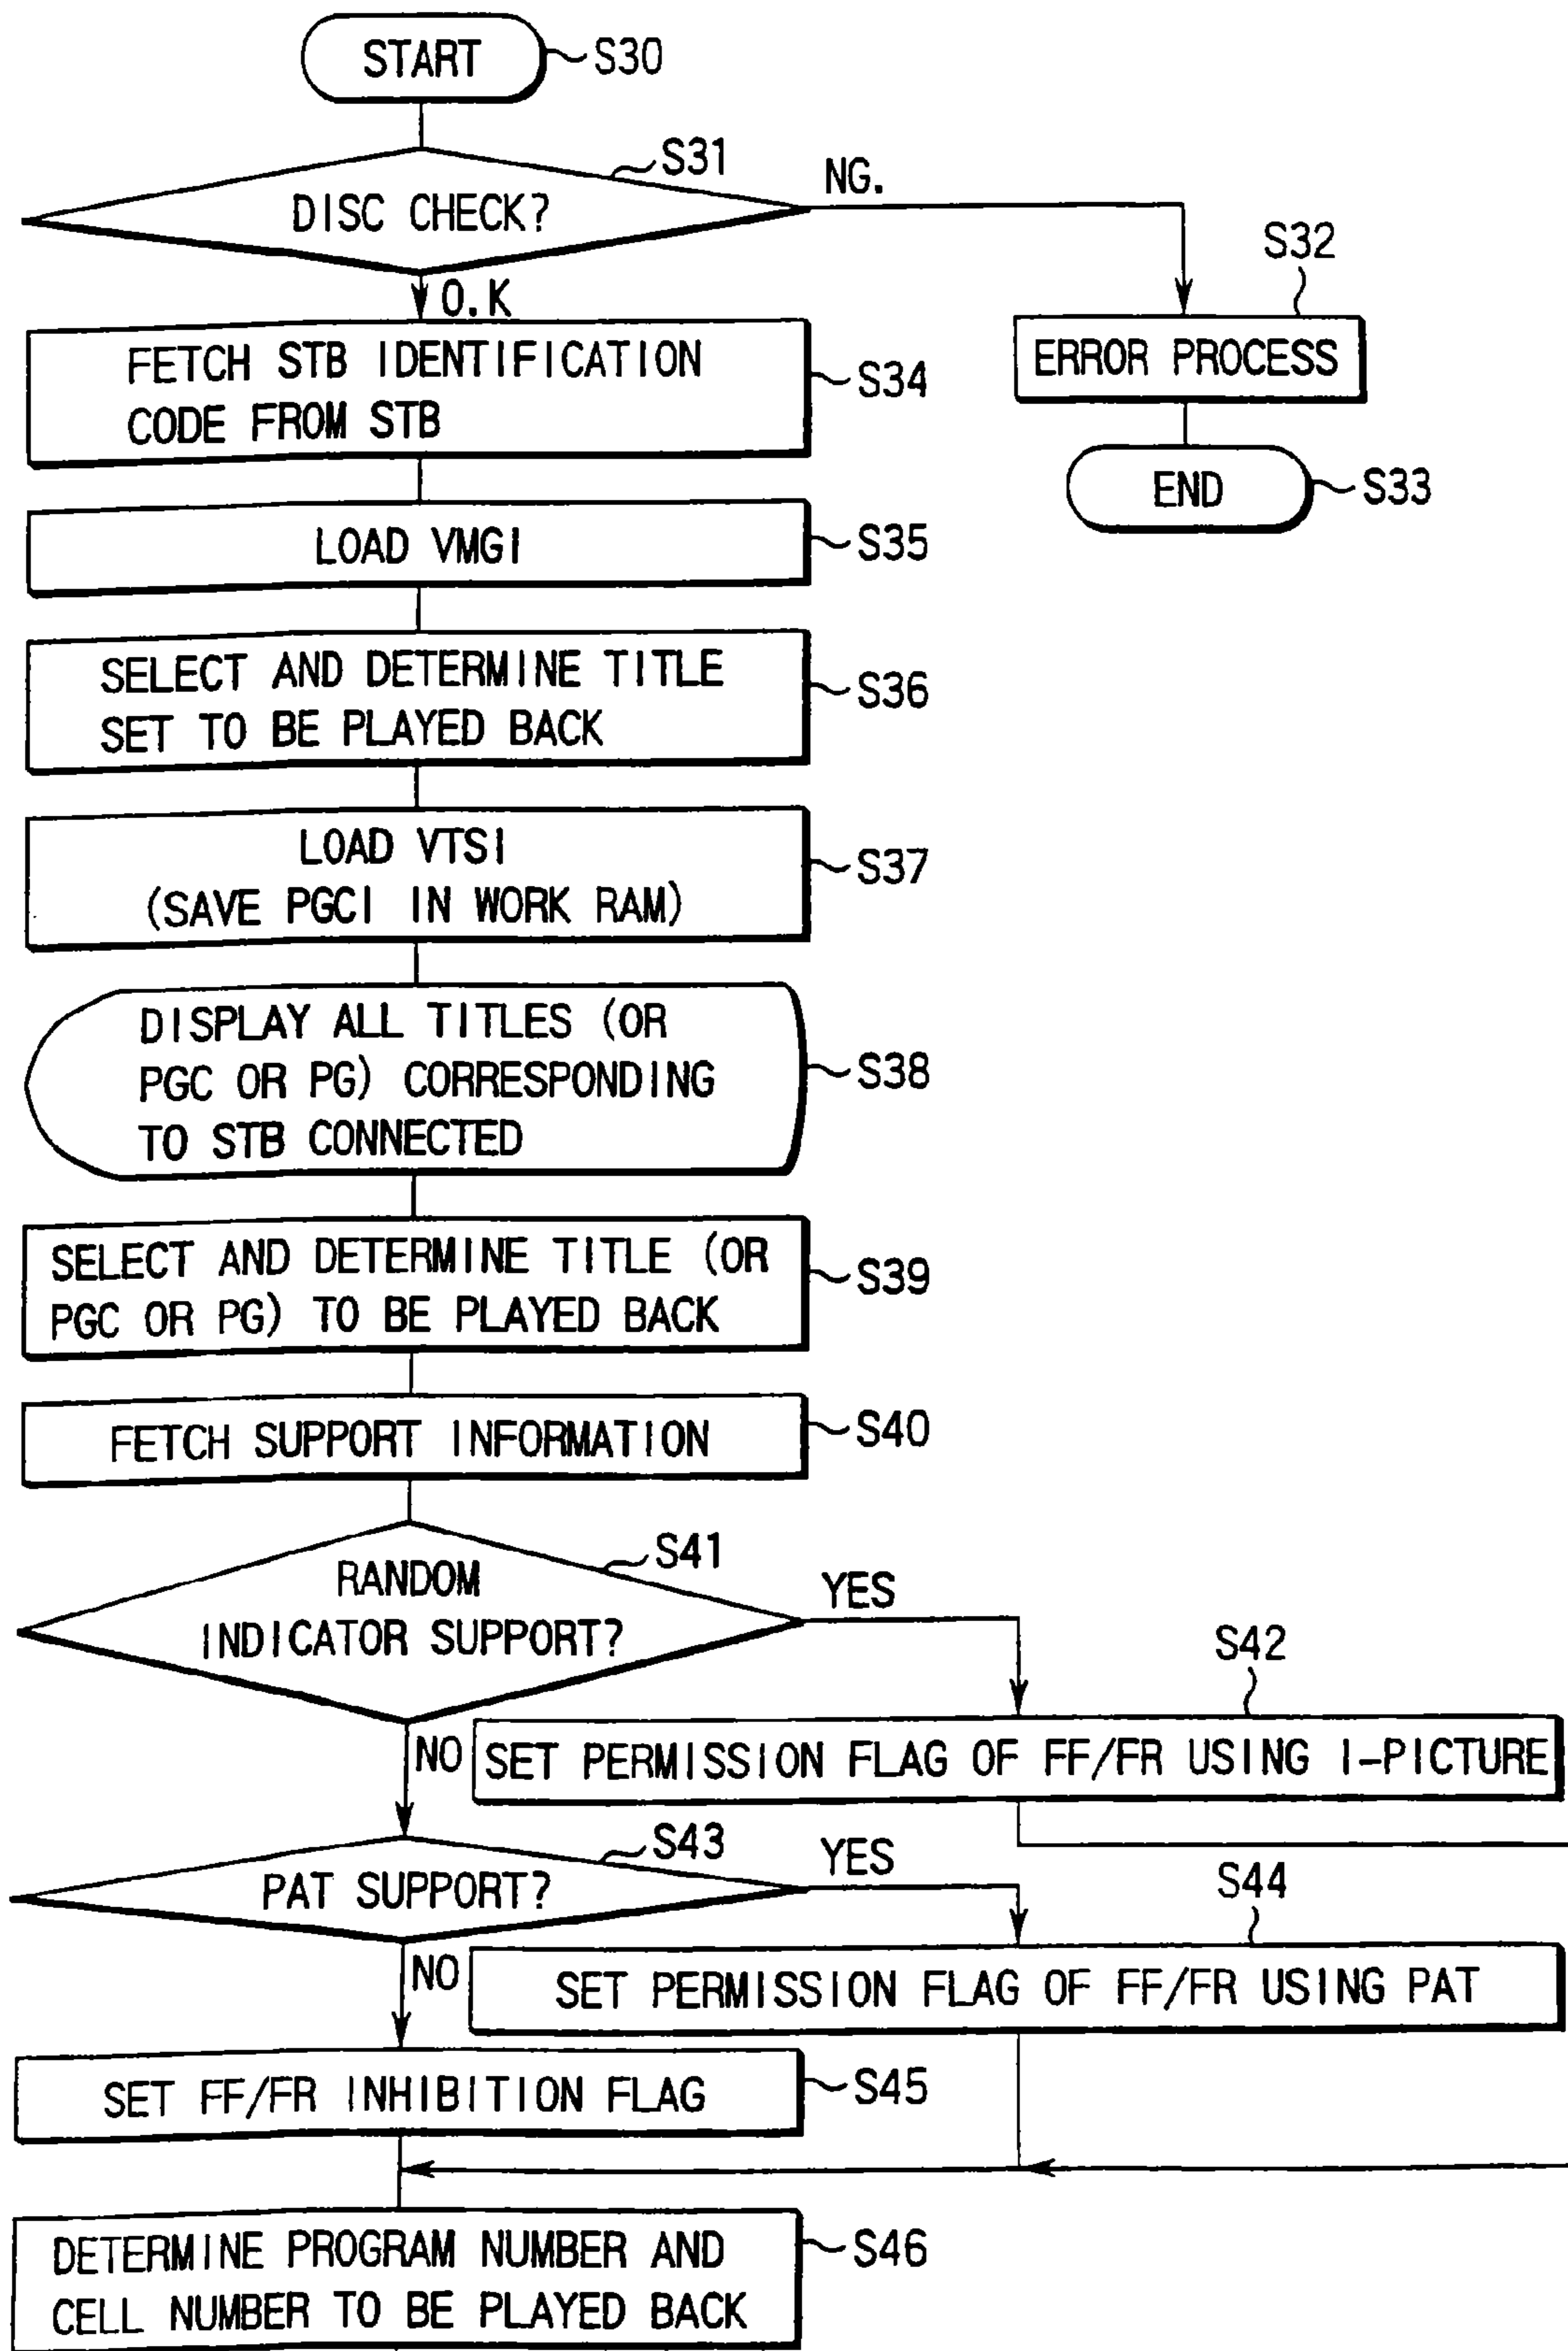 START
S30
S31
DISC CHECK?
NG.
O.K
S32
ERROR PROCESS
END
S33
FETCH STB IDENTIFICATION
CODE FROM STB
S34
LOAD VMGI
S35
SELECT AND DETERMINE TITLE
SET TO BE PLAYED BACK
S36
LOAD VTSI
(SAVE PGCI IN WORK RAM)
S37
DISPLAY ALL TITLES (OR
PGC OR PG) CORRESPONDING
TO STB CONNECTED
S38
SELECT AND DETERMINE TITLE (OR
PGC OR PG) TO BE PLAYED BACK
S39
FETCH SUPPORT INFORMATION
S40
S41
RANDOM
INDICATOR SUPPORT?
YES
S42
NO
SET PERMISSION FLAG OF FF/FR USING I-PICTURE
S43
PAT SUPPORT?
YES
S44
NO
SET PERMISSION FLAG OF FF/FR USING PAT
SET FF/FR INHIBITION FLAG
S45
DETERMINE PROGRAM NUMBER AND
CELL NUMBER TO BE PLAYED BACK
S46